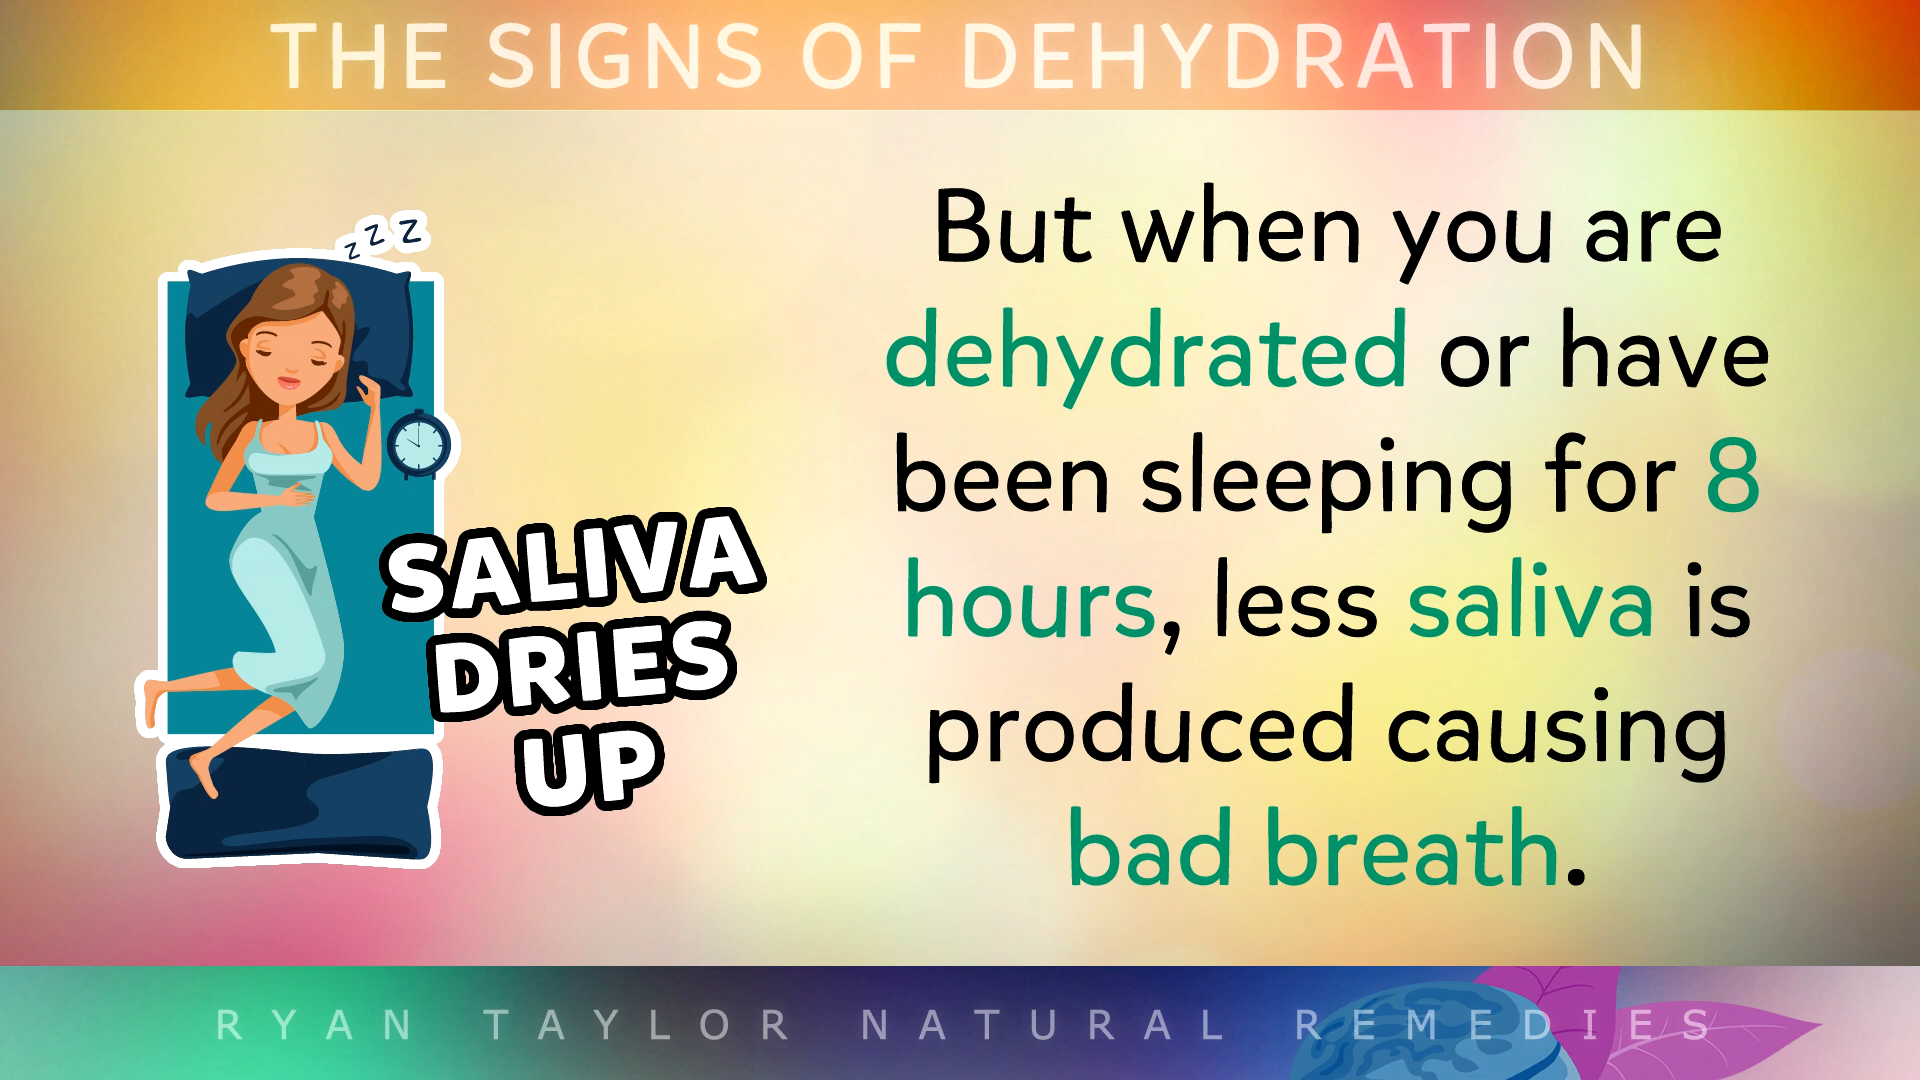 THE SIGNS OF DEHYDRATION
z z z
SALIVA
DRIES
UP
But when you are
dehydrated or have
been sleeping for 8
hours, less saliva is
produced causing
bad breath.
RYAN TAYLOR NATURAL REMEDIES